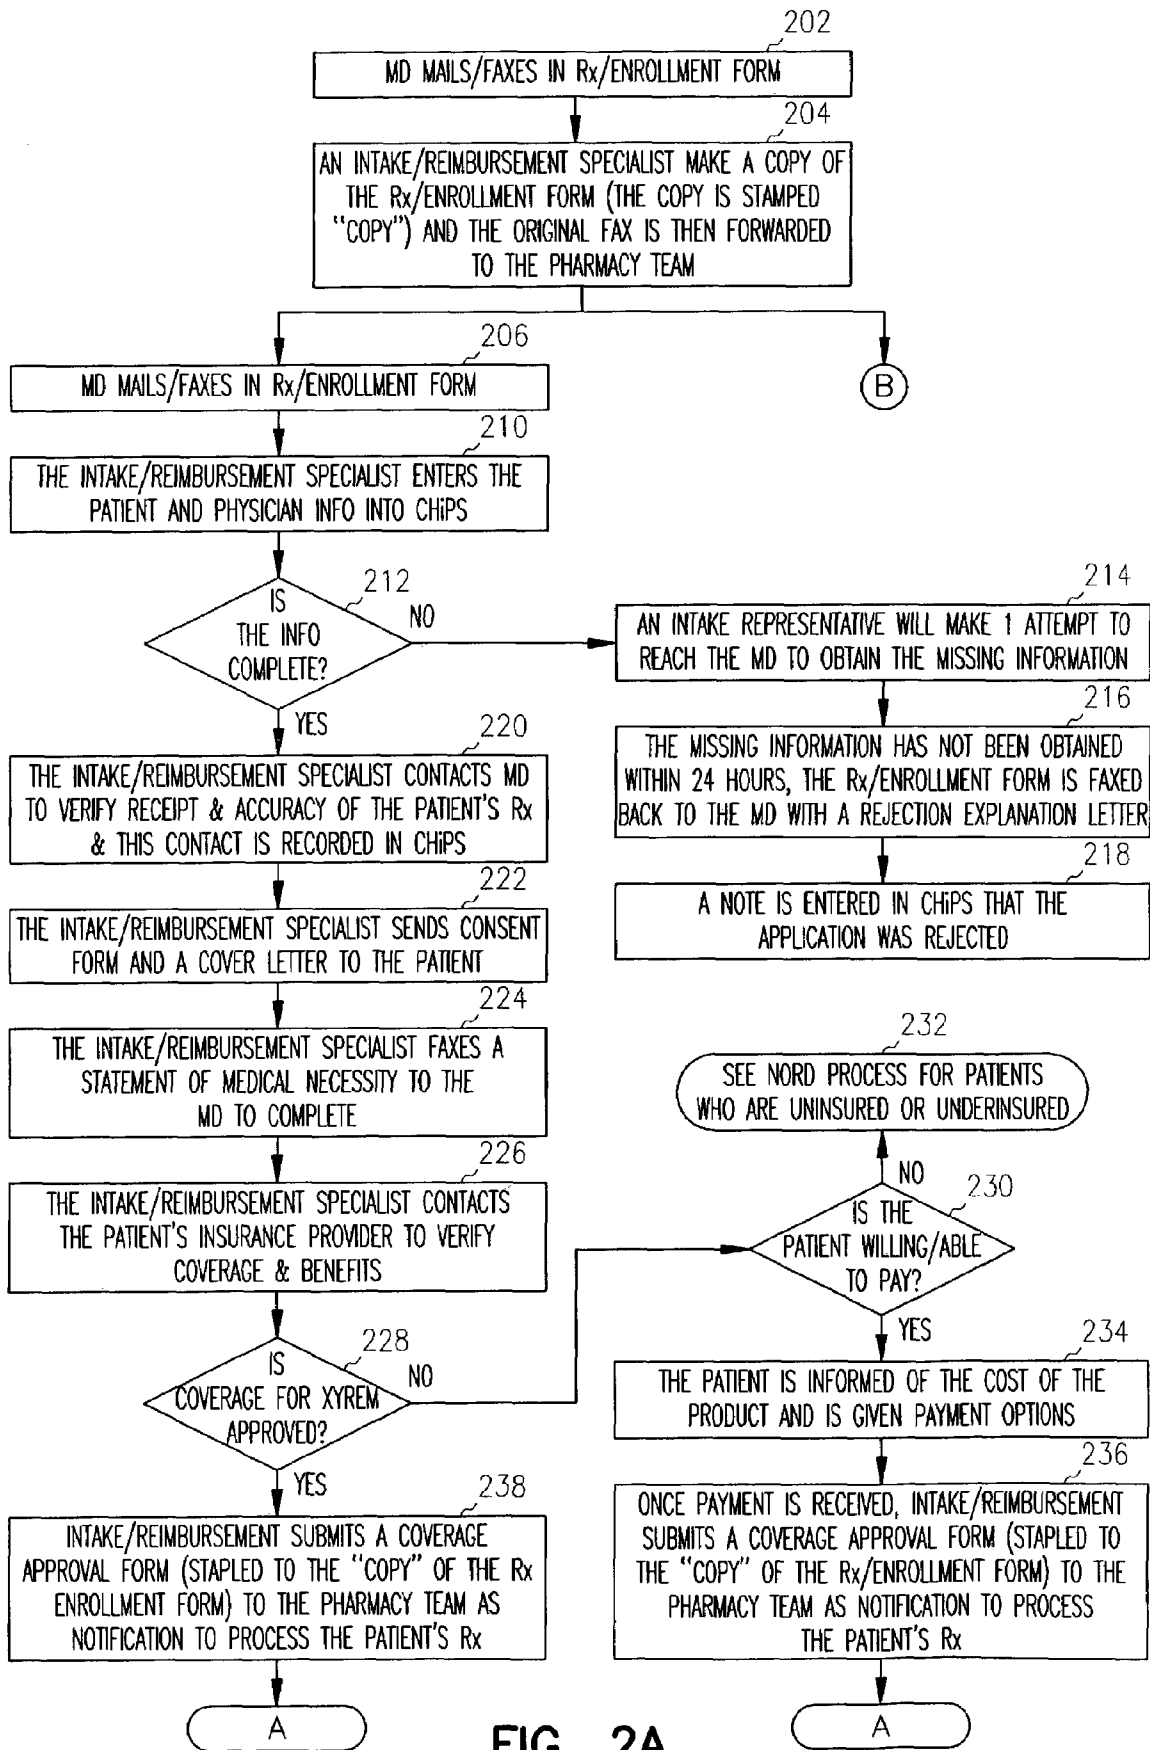 202
MD MAILS/FAXES IN Rx/ENROLLMENT FORM
204
AN INTAKE/REIMBURSEMENT SPECIALIST MAKE A COPY OF
THE Rx/ENROLLMENT FORM (THE COPY IS STAMPED
"COPY") AND THE ORIGINAL FAX IS THEN FORWARDED
TO THE PHARMACY TEAM
206
MD MAILS/FAXES IN Rx/ENROLLMENT FORM
B
210
THE INTAKE/REIMBURSEMENT SPECIALIST ENTERS THE
PATIENT AND PHYSICIAN INFO INTO CHiPS
212
IS
THE INFO
COMPLETE?
NO
YES
214
AN INTAKE REPRESENTATIVE WILL MAKE 1 ATTEMPT TO
REACH THE MD TO OBTAIN THE MISSING INFORMATION
216
THE MISSING INFORMATION HAS NOT BEEN OBTAINED
WITHIN 24 HOURS, THE Rx/ENROLLMENT FORM IS FAXED
BACK TO THE MD WITH A REJECTION EXPLANATION LETTER
218
A NOTE IS ENTERED IN CHiPS THAT THE
APPLICATION WAS REJECTED
220
THE INTAKE/REIMBURSEMENT SPECIALIST CONTACTS MD
TO VERIFY RECEIPT & ACCURACY OF THE PATIENT'S Rx
& THIS CONTACT IS RECORDED IN CHiPS
222
THE INTAKE/REIMBURSEMENT SPECIALIST SENDS CONSENT
FORM AND A COVER LETTER TO THE PATIENT
224
THE INTAKE/REIMBURSEMENT SPECIALIST FAXES A
STATEMENT OF MEDICAL NECESSITY TO THE
MD TO COMPLETE
226
THE INTAKE/REIMBURSEMENT SPECIALIST CONTACTS
THE PATIENT'S INSURANCE PROVIDER TO VERIFY
COVERAGE & BENEFITS
228
IS
COVERAGE FOR XYREM
APPROVED?
NO
YES
232
SEE NORD PROCESS FOR PATIENTS
WHO ARE UNINSURED OR UNDERINSURED
NO
230
IS THE
PATIENT WILLING/ABLE
TO PAY?
YES
234
THE PATIENT IS INFORMED OF THE COST OF THE
PRODUCT AND IS GIVEN PAYMENT OPTIONS
236
ONCE PAYMENT IS RECEIVED, INTAKE/REIMBURSEMENT
SUBMITS A COVERAGE APPROVAL FORM (STAPLED TO
THE "COPY" OF THE Rx/ENROLLMENT FORM) TO THE
PHARMACY TEAM AS NOTIFICATION TO PROCESS
THE PATIENT'S Rx
238
INTAKE/REIMBURSEMENT SUBMITS A COVERAGE
APPROVAL FORM (STAPLED TO THE "COPY" OF THE Rx
ENROLLMENT FORM) TO THE PHARMACY TEAM AS
NOTIFICATION TO PROCESS THE PATIENT'S Rx
A
A
FIG. 2A